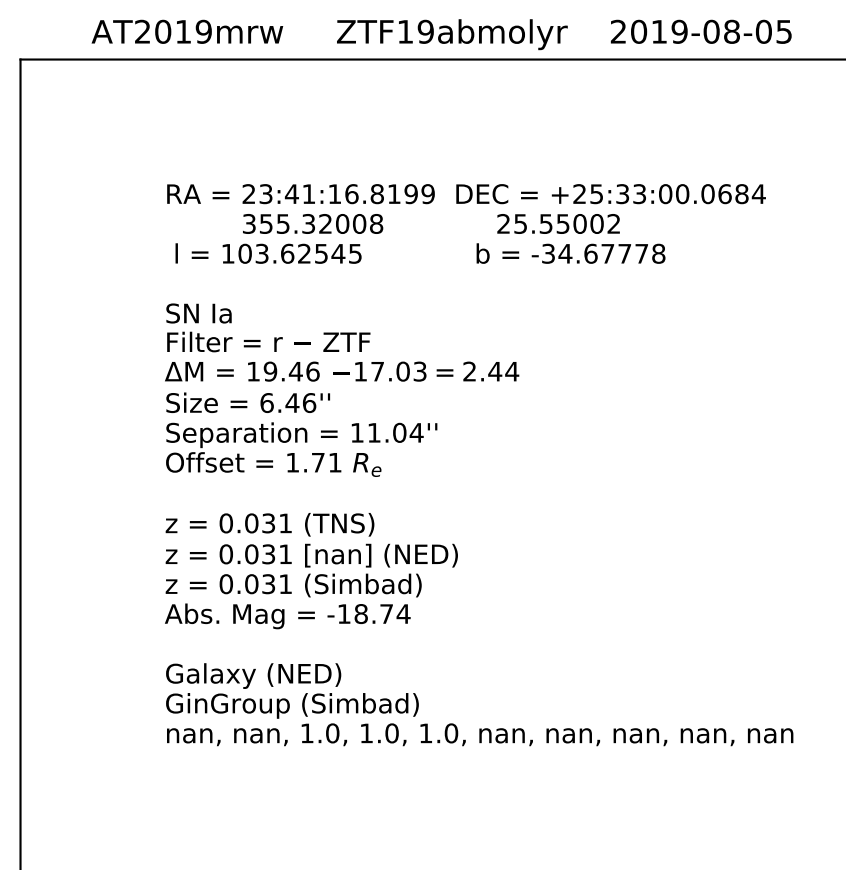 AT2019mrw ZTF19abmolyr 2019-08-05
RA = 23:41:16.8199 DEC = +25:33:00.0684
355.32008 25.55002
l = 103.62545 b = -34.67778
SN Ia
Filter = r − ZTF
ΔM = 19.46 −17.03 = 2.44
Size = 6.46''
Separation = 11.04''
Offset = 1.71 Re
z = 0.031 (TNS)
z = 0.031 [nan] (NED)
z = 0.031 (Simbad)
Abs. Mag = -18.74
Galaxy (NED)
GinGroup (Simbad)
nan, nan, 1.0, 1.0, 1.0, nan, nan, nan, nan, nan